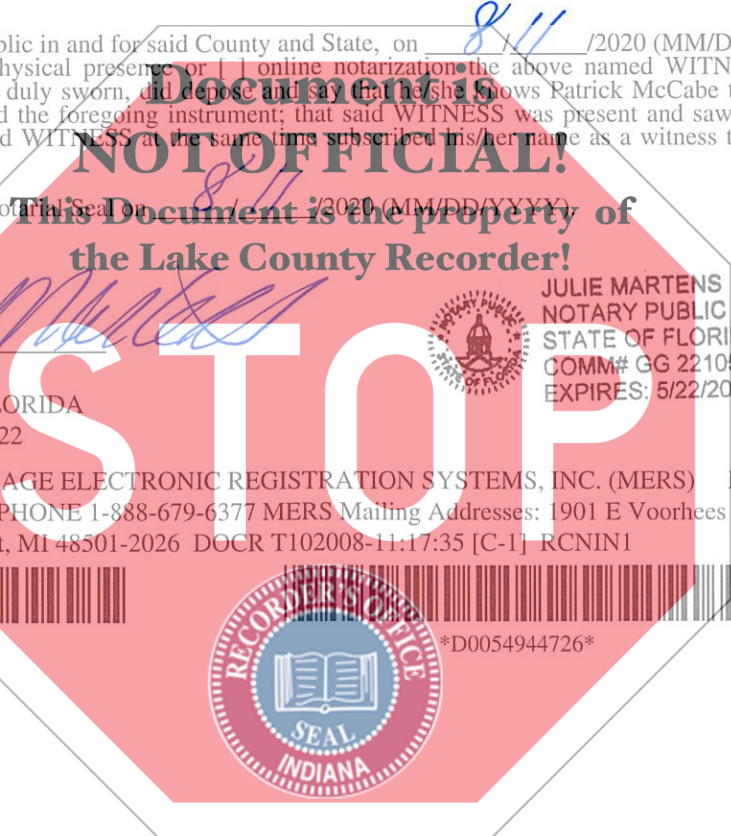 blic in and for said County and State, on 8/11/2020 (MM/D
hysical presence or [ ] online notarization the above named WITN
duly sworn, did depose and say that he/she knows Patrick McCabe t
d the foregoing instrument; that said WITNESS was present and saw
d WITNESS at the same time subscribed his/her name as a witness t
Document is
NOT OFFICIAL!
otarial Seal on 8/11/2020 (MM/DD/YYYY).
This Document is the property of
the Lake County Recorder!
NOTARY PUBLIC
STATE OF FLORIDA
JULIE MARTENS
NOTARY PUBLIC
STATE OF FLORI
COMM# GG 22105
EXPIRES: 5/22/20
STOP
LORIDA
22
AGE ELECTRONIC REGISTRATION SYSTEMS, INC. (MERS)
PHONE 1-888-679-6377 MERS Mailing Addresses: 1901 E Voorhees
t, MI 48501-2026 DOCR T102008-11:17:35 [C-1] RCNIN1
*D0054944726*
RECORDER'S OFFICE
SEAL
INDIANA